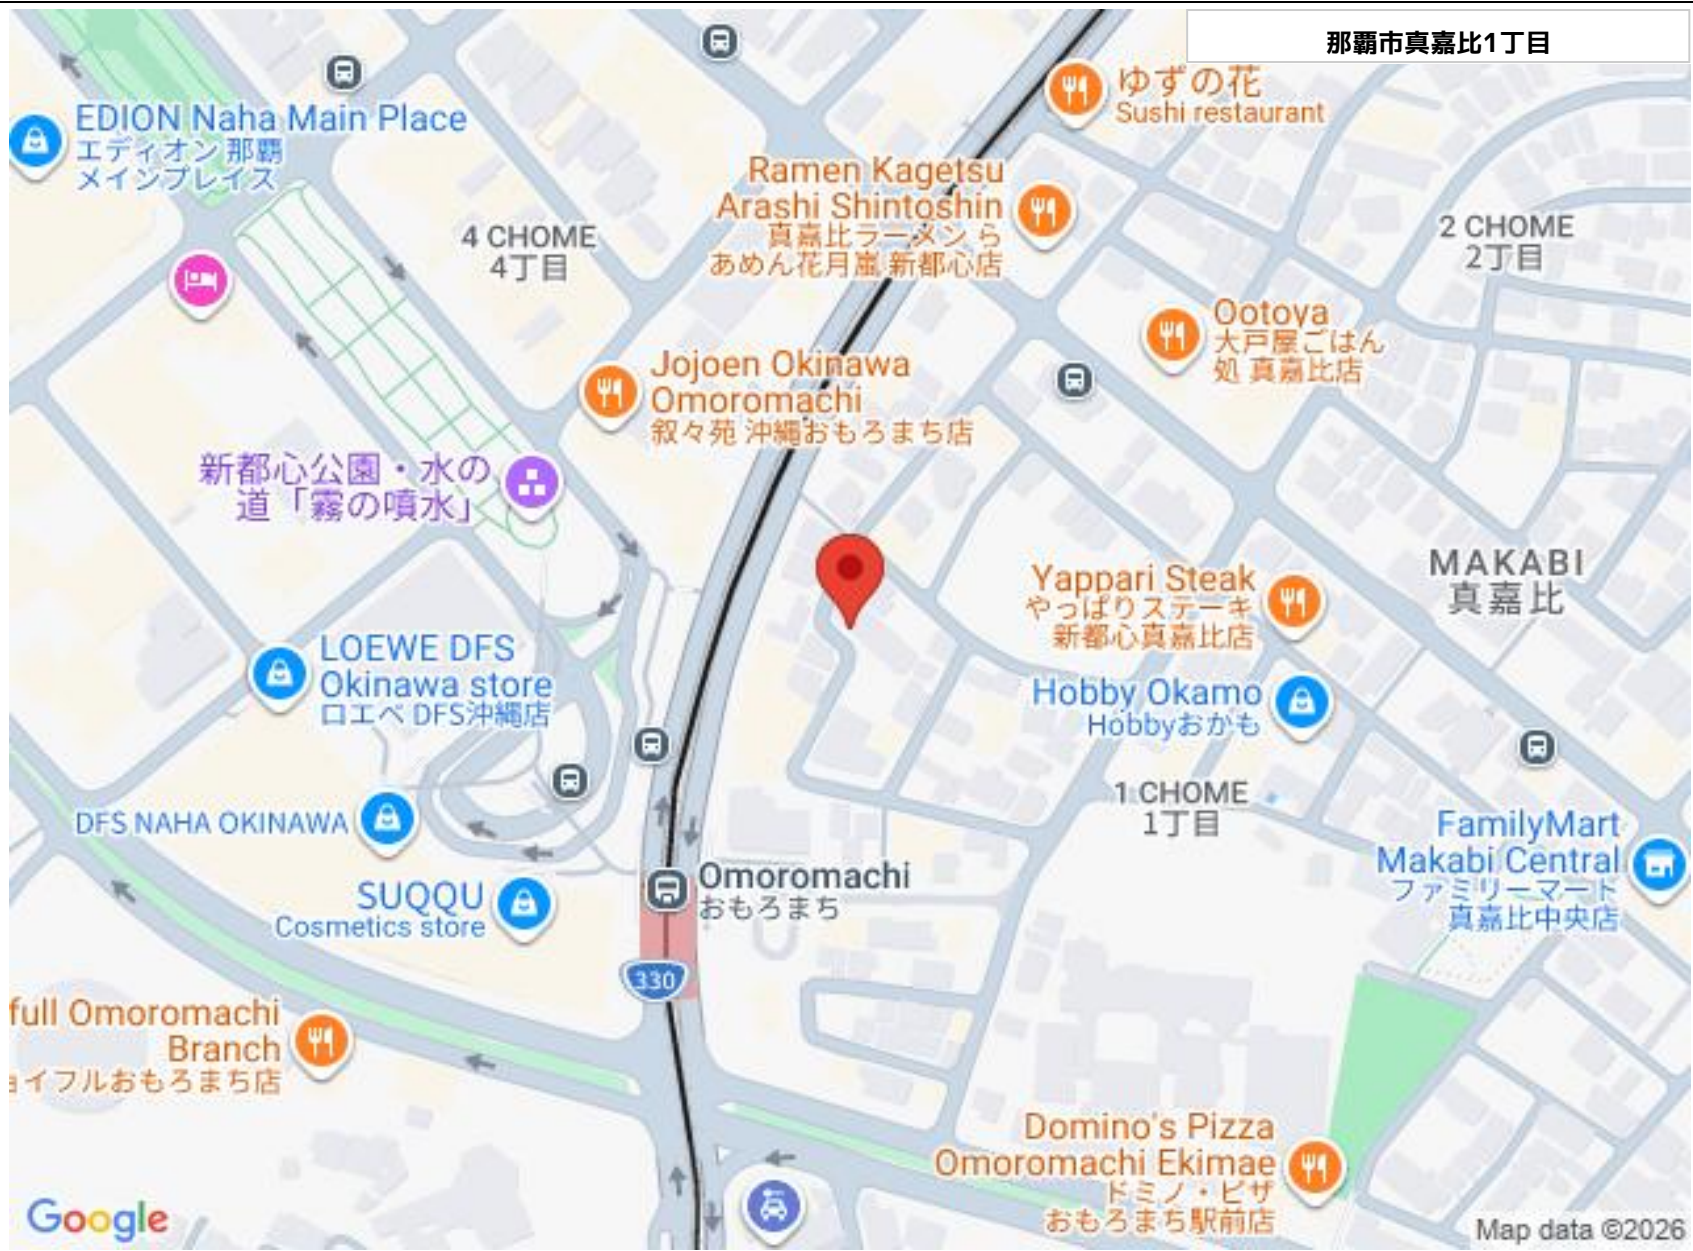 那覇市真嘉比1丁目
ゆずの花
Sushi restaurant
EDION Naha Main Place
エディオン 那覇
メインプレイス
Ramen Kagetsu
Arashi Shintoshin
真嘉比ラーメン ら
あめん花月嵐 新都心店
4 CHOME
4丁目
2 CHOME
2丁目
Ootoya
大戸屋ごはん
処 真嘉比店
Jojoen Okinawa
Omoromachi
叙々苑 沖縄おもろまち店
新都心公園・水の
道「霧の噴水」
MAKABI
真嘉比
Yappari Steak
やっぱりステーキ
新都心真嘉比店
LOEWE DFS
Okinawa store
ロエベ DFS沖縄店
Hobby Okamo
Hobbyおかも
1 CHOME
1丁目
DFS NAHA OKINAWA
FamilyMart
Makabi Central
ファミリーマート
真嘉比中央店
Omoromachi
おもろまち
SUQQU
Cosmetics store
330
full Omoromachi
Branch
ョイフルおもろまち店
Domino's Pizza
Omoromachi Ekimae
ドミノ・ピザ
おもろまち駅前店
Google
Map data ©2026